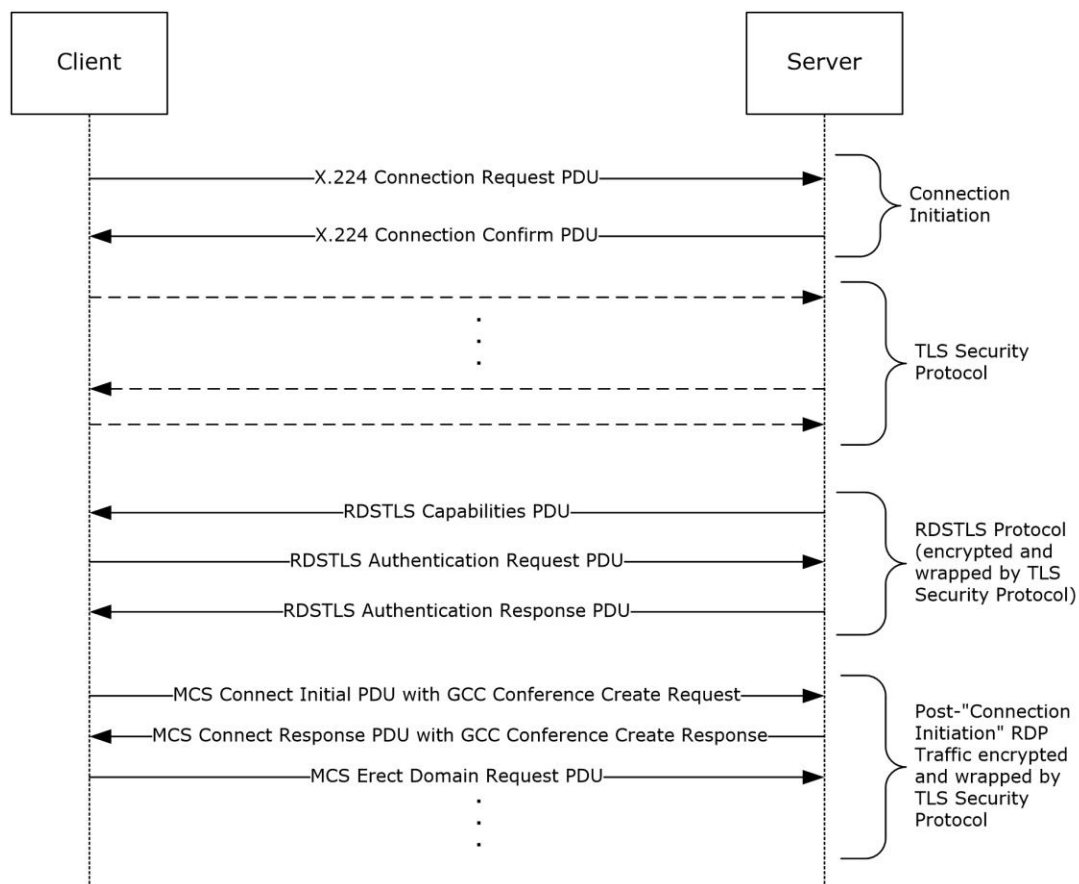 Client
Server
X.224 Connection Request PDU
Connection
Initiation
X.224 Connection Confirm PDU
TLS Security
Protocol
RDSTLS Capabilities PDU
RDSTLS Authentication Request PDU
RDSTLS Authentication Response PDU
RDSTLS Protocol
(encrypted and
wrapped by TLS
Security Protocol)
MCS Connect Initial PDU with GCC Conference Create Request
MCS Connect Response PDU with GCC Conference Create Response
MCS Erect Domain Request PDU
Post-"Connection
Initiation" RDP
Traffic encrypted
and wrapped by
TLS Security
Protocol